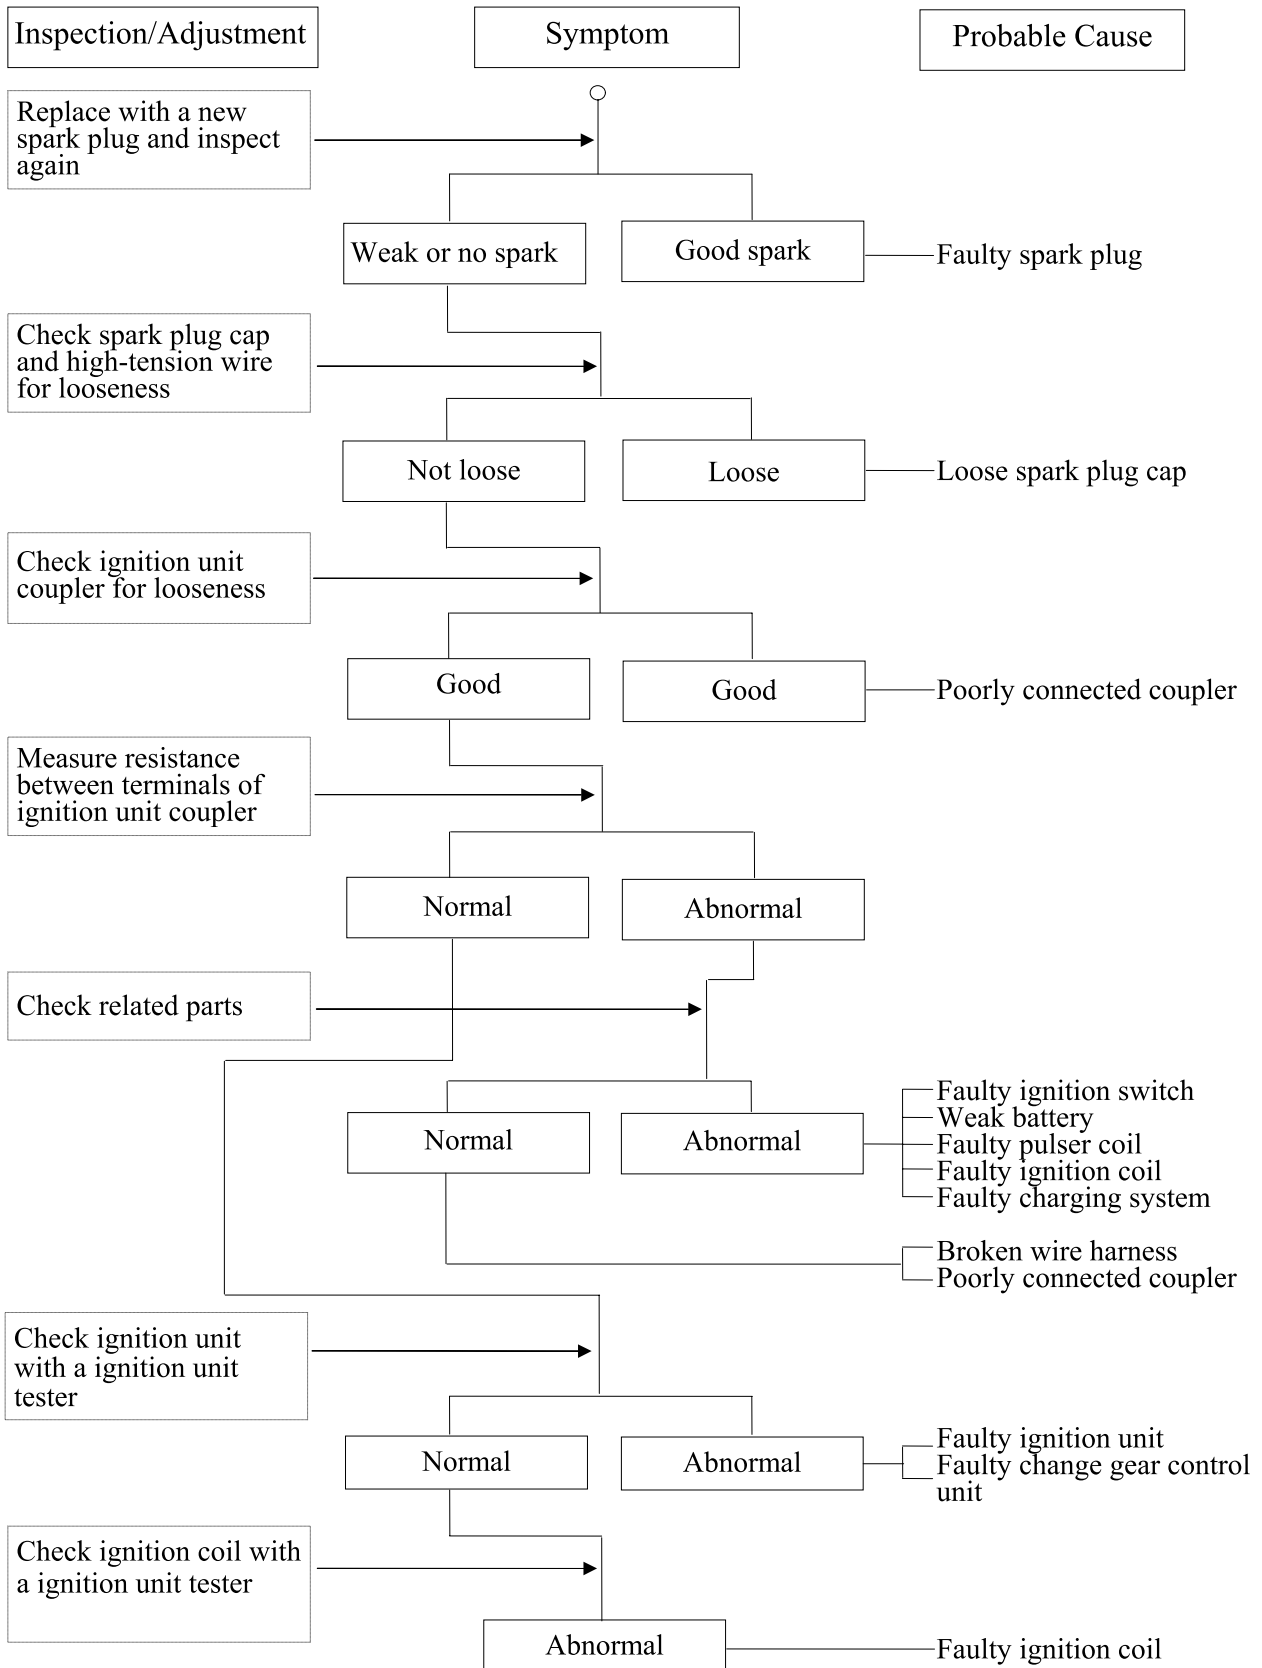 Inspection/Adjustment
Symptom
Probable Cause
Replace with a new
spark plug and inspect
again
Weak or no spark
Good spark
Faulty spark plug
Check spark plug cap
and high-tension wire
for looseness
Not loose
Loose
Loose spark plug cap
Check ignition unit
coupler for looseness
Good
Good
Poorly connected coupler
Measure resistance
between terminals of
ignition unit coupler
Normal
Abnormal
Check related parts
Normal
Abnormal
Faulty ignition switch
Weak battery
Faulty pulser coil
Faulty ignition coil
Faulty charging system
Broken wire harness
Poorly connected coupler
Check ignition unit
with a ignition unit
tester
Normal
Abnormal
Faulty ignition unit
Faulty change gear control
unit
Check ignition coil with
a ignition unit tester
Abnormal
Faulty ignition coil